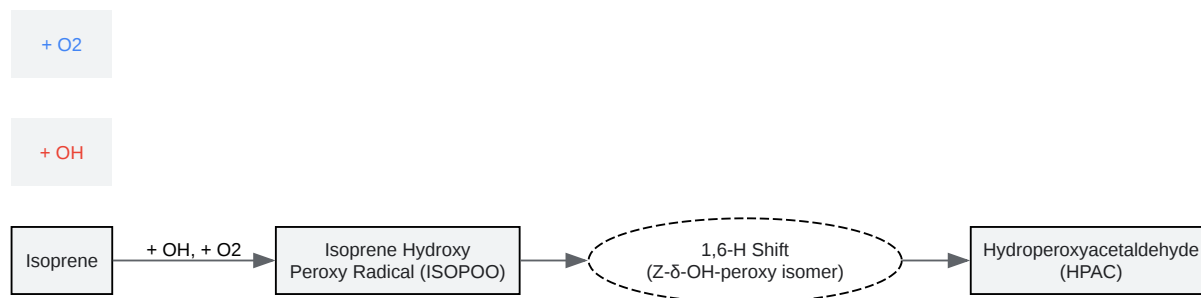 + O2
+ OH
Isoprene
+ OH, + O2
Isoprene Hydroxy
Peroxy Radical (ISOPOO)
1,6-H Shift
(Z-δ-OH-peroxy isomer)
Hydroperoxyacetaldehyde
(HPAC)